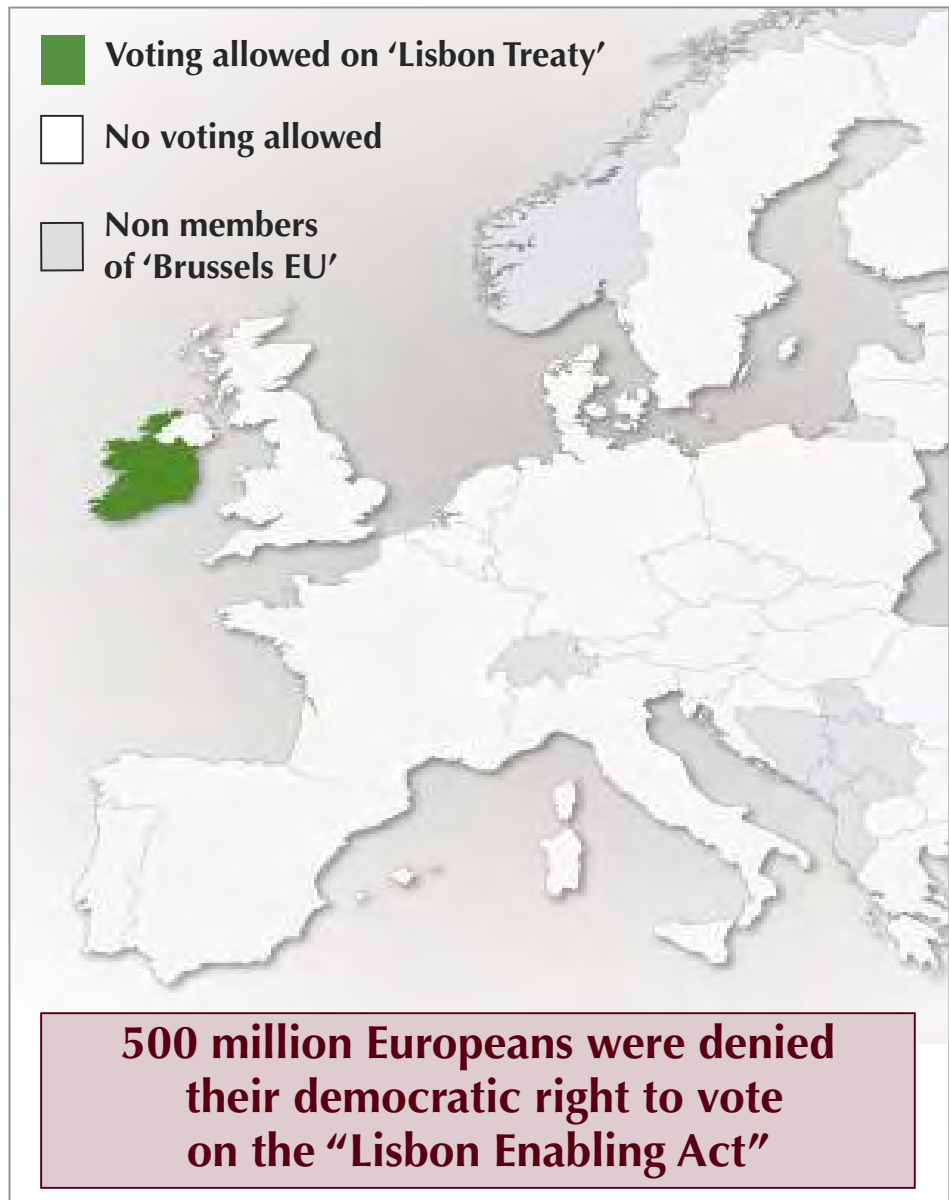 Voting allowed on ‘Lisbon Treaty’
No voting allowed
Non members
of ‘Brussels EU’
500 million Europeans were denied
their democratic right to vote
on the “Lisbon Enabling Act”